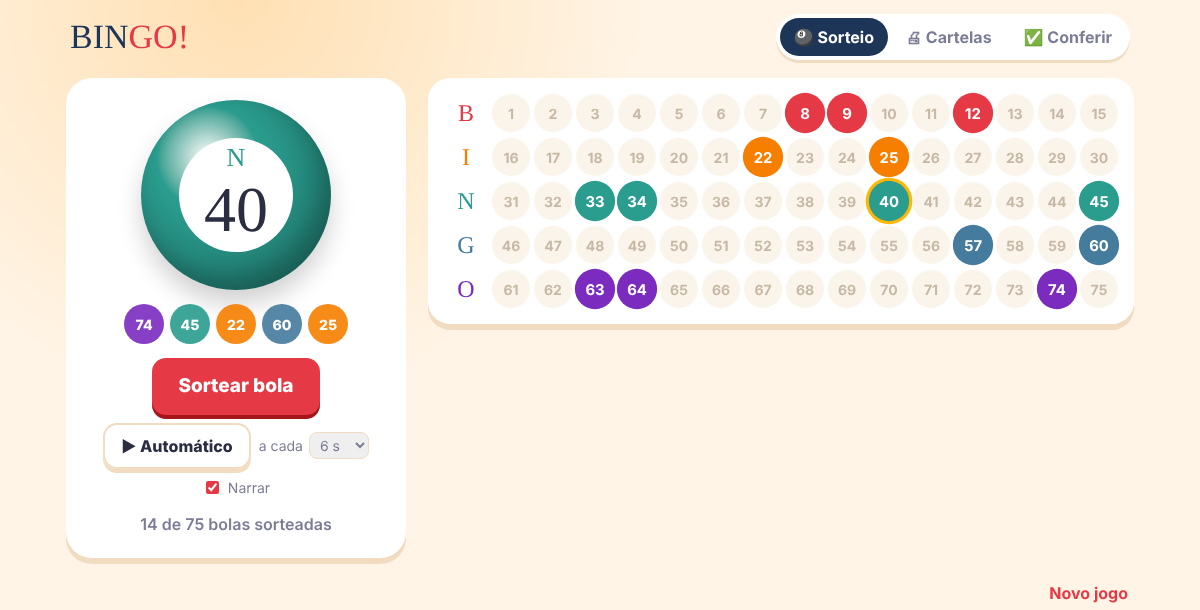 BINGO!
🎱 Sorteio 🖨 Cartelas ✅ Conferir
N
40
74 45 22 60 25
Sortear bola
▶ Automático a cada 6 s
Narrar
14 de 75 bolas sorteadas
B 1 2 3 4 5 6 7 8 9 10 11 12 13 14 15
I 16 17 18 19 20 21 22 23 24 25 26 27 28 29 30
N 31 32 33 34 35 36 37 38 39 40 41 42 43 44 45
G 46 47 48 49 50 51 52 53 54 55 56 57 58 59 60
O 61 62 63 64 65 66 67 68 69 70 71 72 73 74 75
Novo jogo